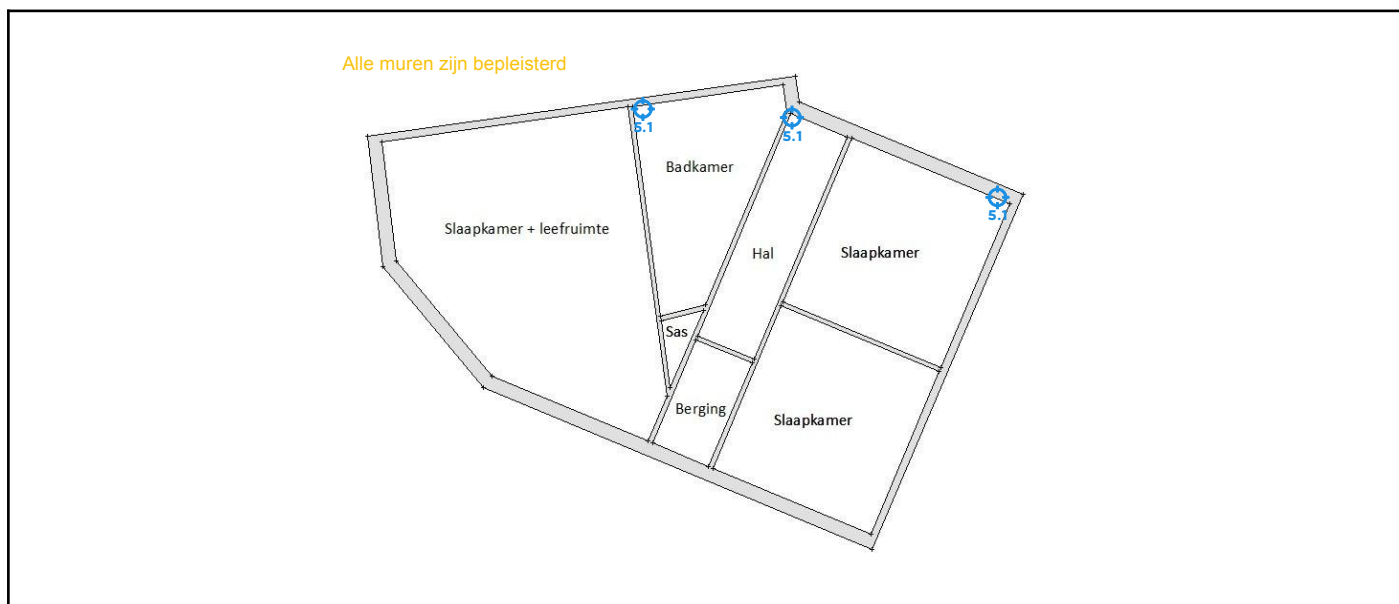 Alle muren zijn bepleisterd
5.1
5.1
Badkamer
5.1
Slaapkamer + leefruimte
Hal
Slaapkamer
Sas
Berging
Slaapkamer